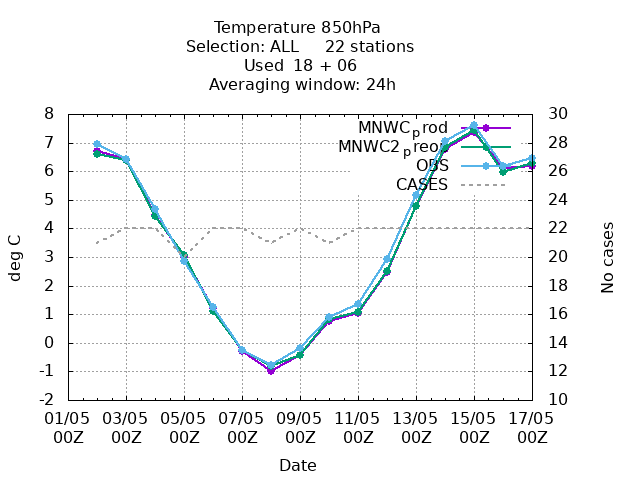 Temperature 850hPa
Selection: ALL     22 stations
Used  18 + 06
Averaging window: 24h
8
7
6
5
4
3
2
1
0
-1
-2
deg C
30
28
26
24
22
20
18
16
14
12
10
No cases
MNWCprod
MNWC2preop
OBS
CASES
01/05 03/05 05/05 07/05 09/05 11/05 13/05 15/05 17/05
00Z 00Z 00Z 00Z 00Z 00Z 00Z 00Z 00Z
Date